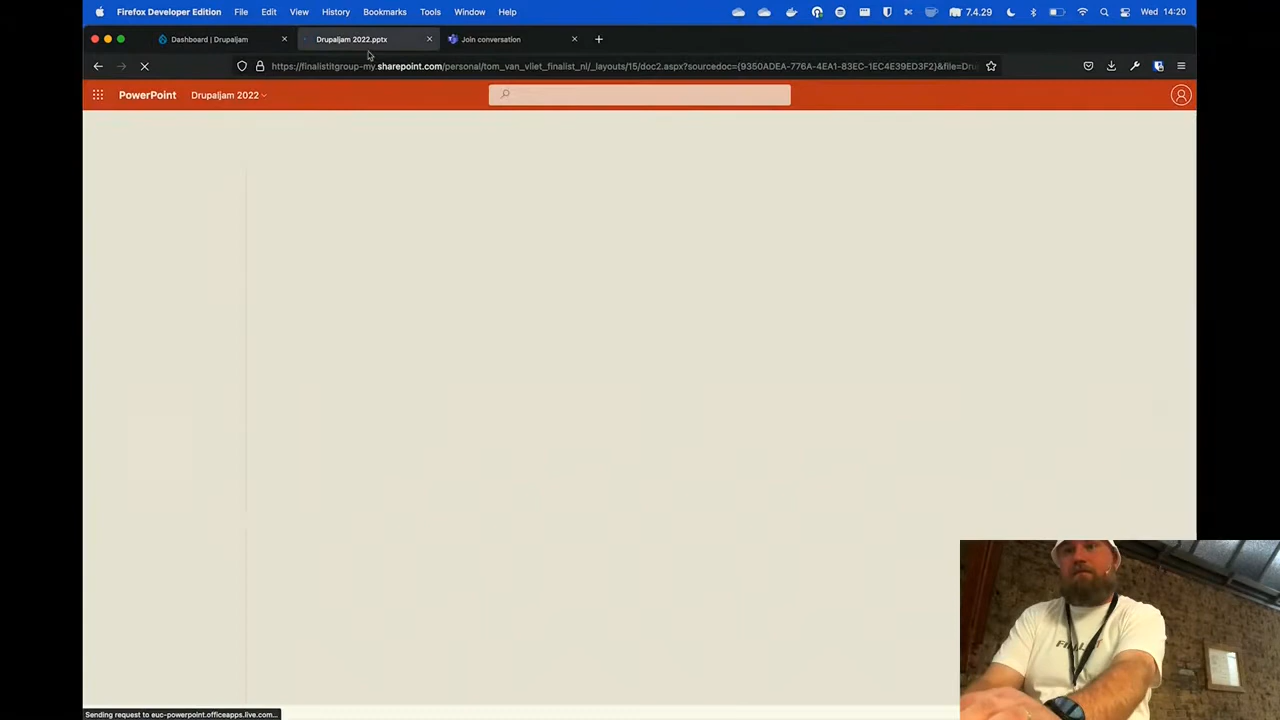 Firefox Developer Edition File Edit View History Bookmarks Tools Window Help 7.4.29 Wed 14:20
Dashboard | Drupaljam Drupaljam 2022.pptx Join conversation
https://finalistitgroup-my.sharepoint.com/personal/tom_van_vliet_finalist_nl/_layouts/15/doc2.aspx?sourcedoc={9350ADEA-776A-4EA1-83EC-1EC4E39ED3F2}&file=Dru
PowerPoint Drupaljam 2022
Sending request to euc-powerpoint.officeapps.live.com...